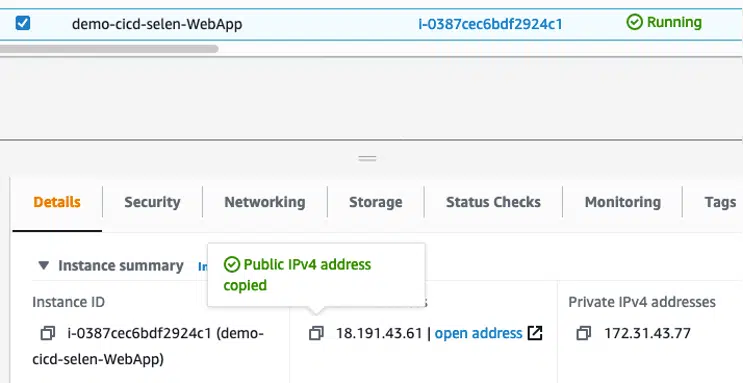 demo-cicd-selen-WebApp i-0387cec6bdf2924c1 Running
Details Security Networking Storage Status Checks Monitoring Tags
Public IPv4 address
copied
Instance summary
Instance ID Private IPv4 addresses
i-0387cec6bdf2924c1 (demo-
cicd-selen-WebApp)
18.191.43.61 | open address
172.31.43.77